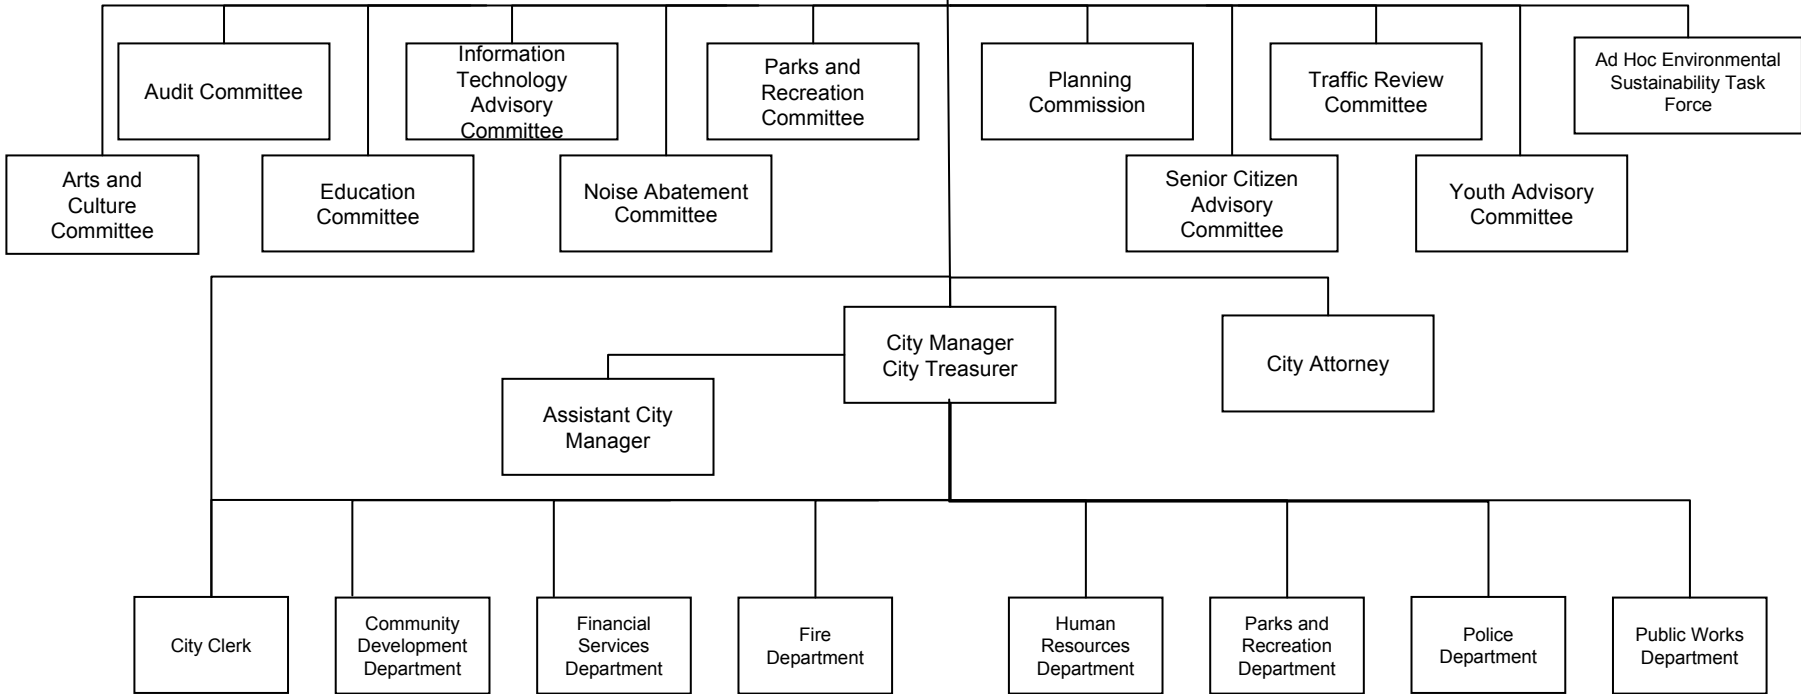 Audit Committee
Information
Technology
Advisory
Committee
Parks and
Recreation
Committee
Planning
Commission
Traffic Review
Committee
Ad Hoc Environmental
Sustainability Task
Force
Arts and
Culture
Committee
Education
Committee
Noise Abatement
Committee
Senior Citizen
Advisory
Committee
Youth Advisory
Committee
City Manager
City Treasurer
City Attorney
Assistant City
Manager
City Clerk
Community
Development
Department
Financial
Services
Department
Fire
Department
Human
Resources
Department
Parks and
Recreation
Department
Police
Department
Public Works
Department